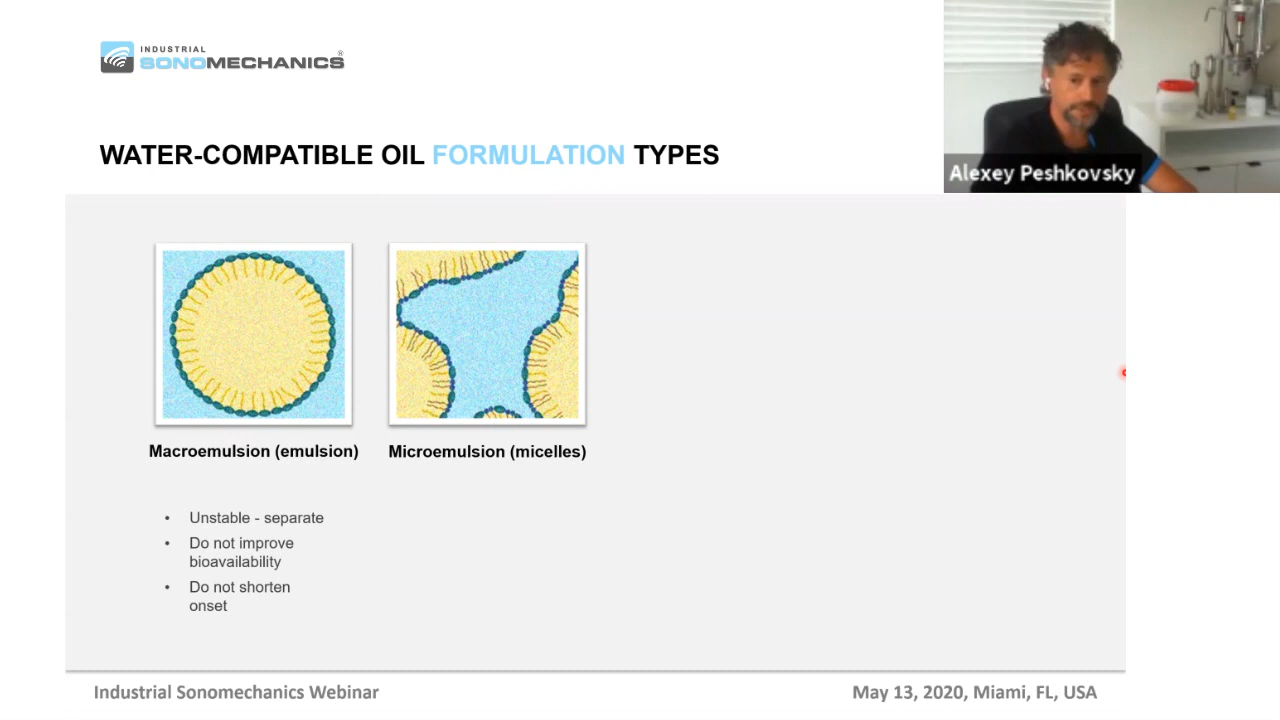 INDUSTRIAL
SONOMECHANICS®
WATER-COMPATIBLE OIL FORMULATION TYPES
Alexey Peshkovsky
Macroemulsion (emulsion)
Microemulsion (micelles)
• Unstable - separate
• Do not improve
bioavailability
• Do not shorten
onset
Industrial Sonomechanics Webinar
May 13, 2020, Miami, FL, USA